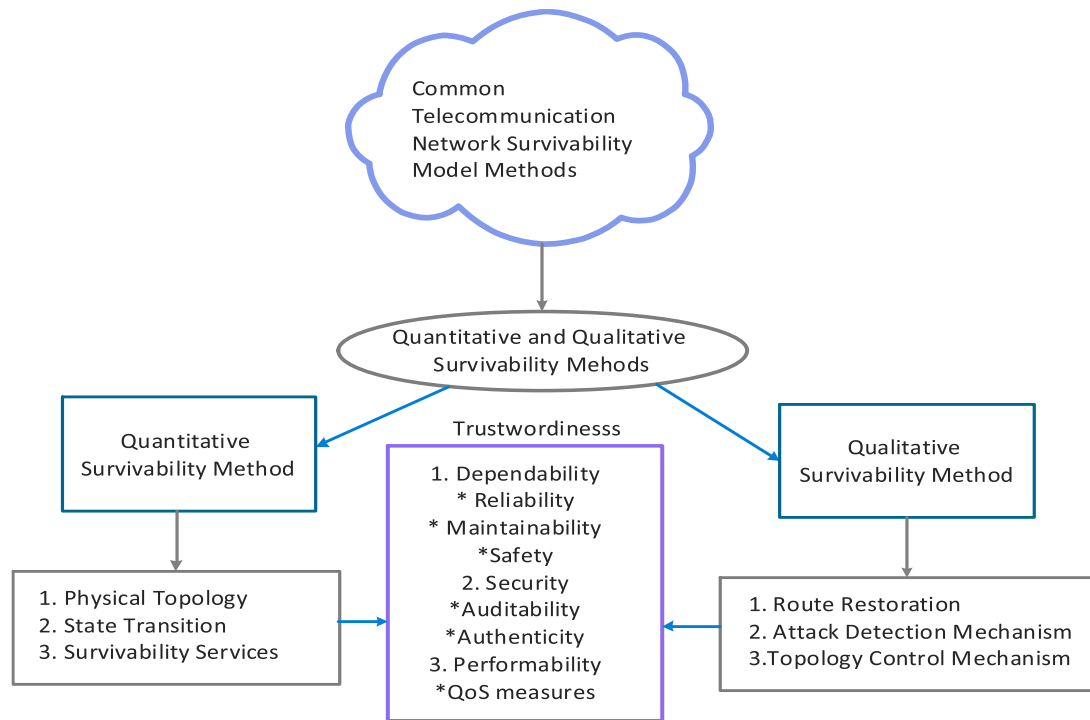 Common
Telecommunication
Network Survivability
Model Methods
Quantitative and Qualitative
Survivability Mehods
Quantitative
Survivability Method
Trustwordinesss
Qualitative
Survivability Method
1. Dependability
* Reliability
* Maintainability
*Safety
2. Security
*Auditability
*Authenticity
3. Performability
*QoS measures
1. Physical Topology
2. State Transition
3. Survivability Services
1. Route Restoration
2. Attack Detection Mechanism
3.Topology Control Mechanism